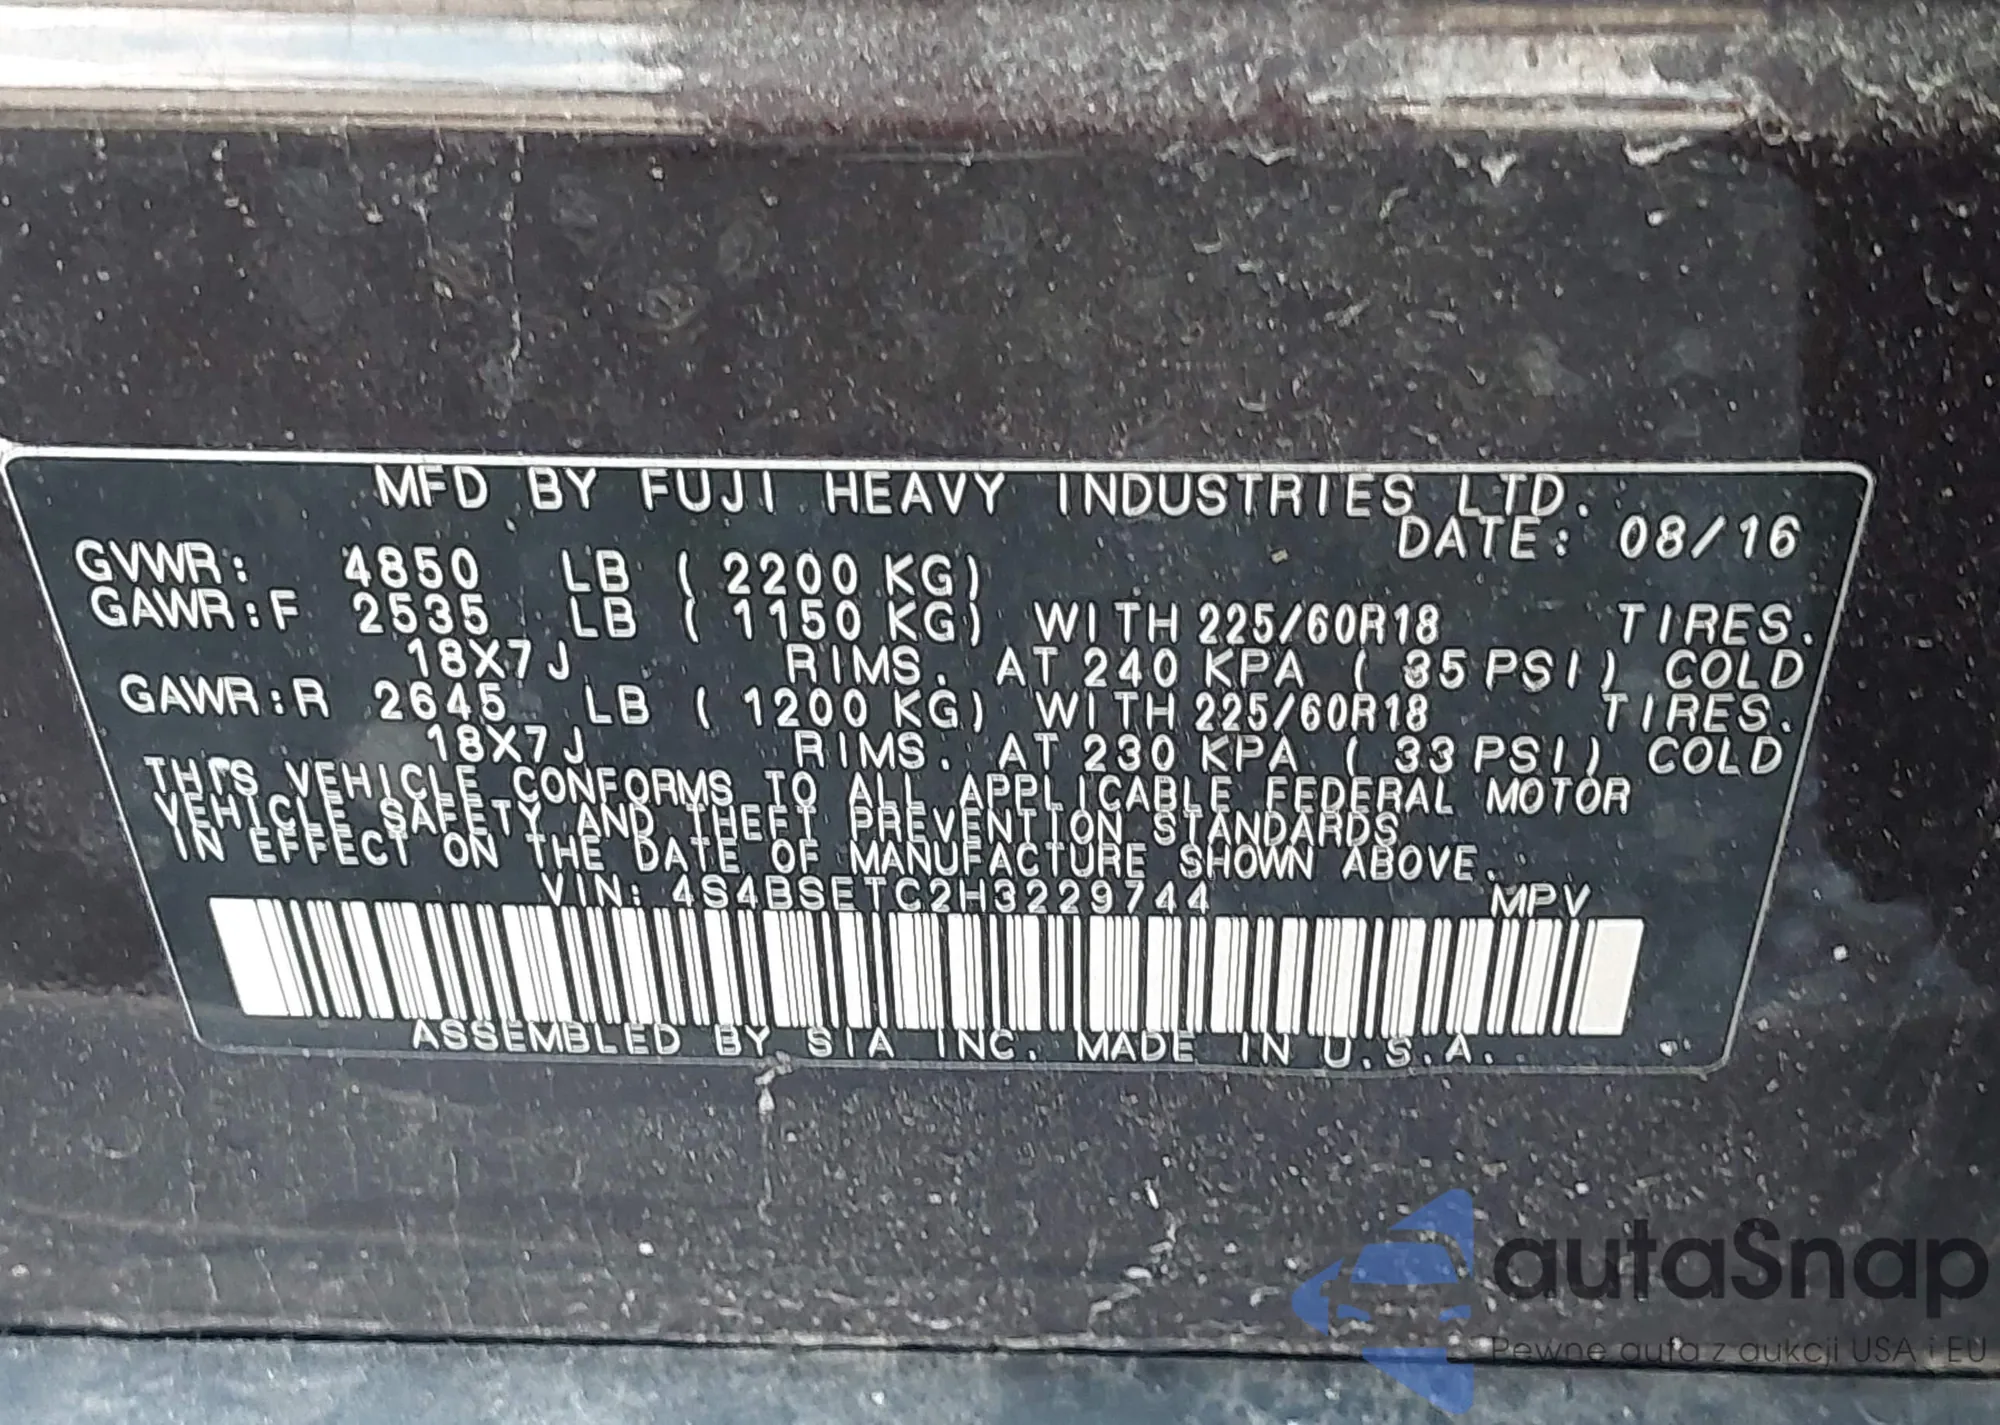 MFD BY FUJI HEAVY INDUSTRIES LTD.
DATE: 08/16
GVWR: 4850 LB ( 2200 KG)
GAWR:F 2535 LB ( 1150 KG) WITH 225/60R18 TIRES.
18X7J RIMS. AT 240 KPA ( 35 PSI) COLD
GAWR:R 2645 LB ( 1200 KG) WITH 225/60R18 TIRES.
18X7J RIMS. AT 230 KPA ( 33 PSI) COLD
THIS VEHICLE CONFORMS TO ALL APPLICABLE FEDERAL MOTOR
VEHICLE SAFETY AND THEFT PREVENTION STANDARDS
IN EFFECT ON THE DATE OF MANUFACTURE SHOWN ABOVE.
VIN: 4S4BSETC2H3229744 MPV
ASSEMBLED BY SIA INC. MADE IN U.S.A.
autaSnap
Pewne auta z aukcji USA i EU